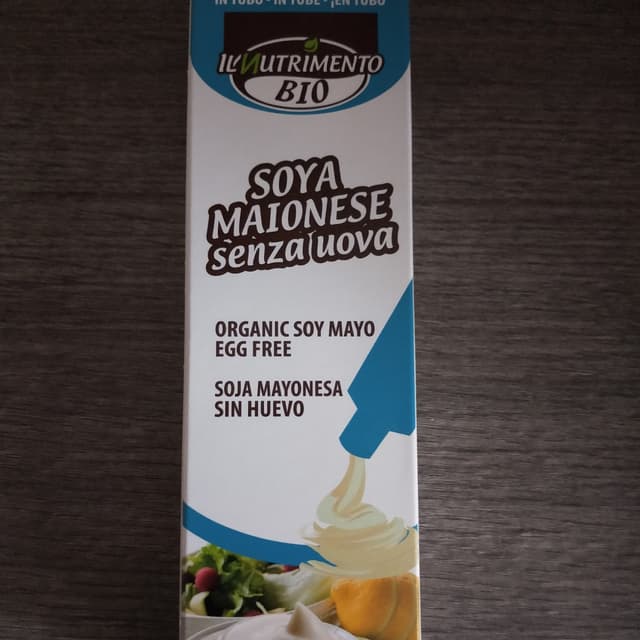 IN TUBO - IN TUBE - ¡EN TUBO
IL NUTRIMENTO
BIO
SOYA
MAIONESE
senza uova
ORGANIC SOY MAYO
EGG FREE
SOJA MAYONESA
SIN HUEVO